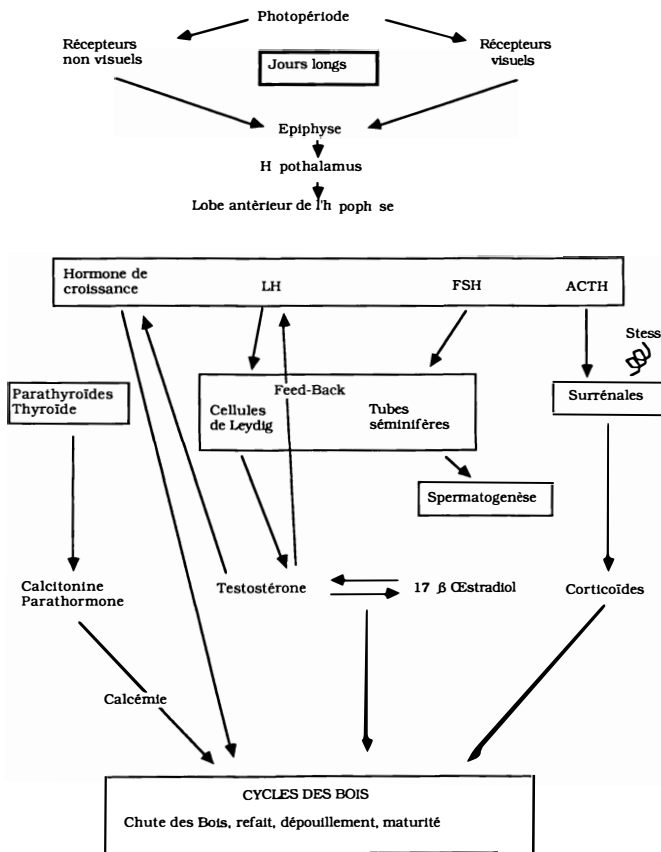 Photopériode
Récepteurs
non visuels
Jours longs
Récepteurs
visuels
Epiphyse
H pothalamus
Lobe antèrieur de l'h poph se
Hormone de
croissance
LH
FSH
ACTH
Stess
Feed-Back
Parathyroïdes
Thyroïde
Cellules
de Leydig
Tubes
séminifères
Surrénales
Spermatogenèse
Calcitonine
Parathormone
Testostérone
17 β Œstradiol
Corticoïdes
Calcémie
CYCLES DES BOIS
Chute des Bois, refait, dépouillement, maturité